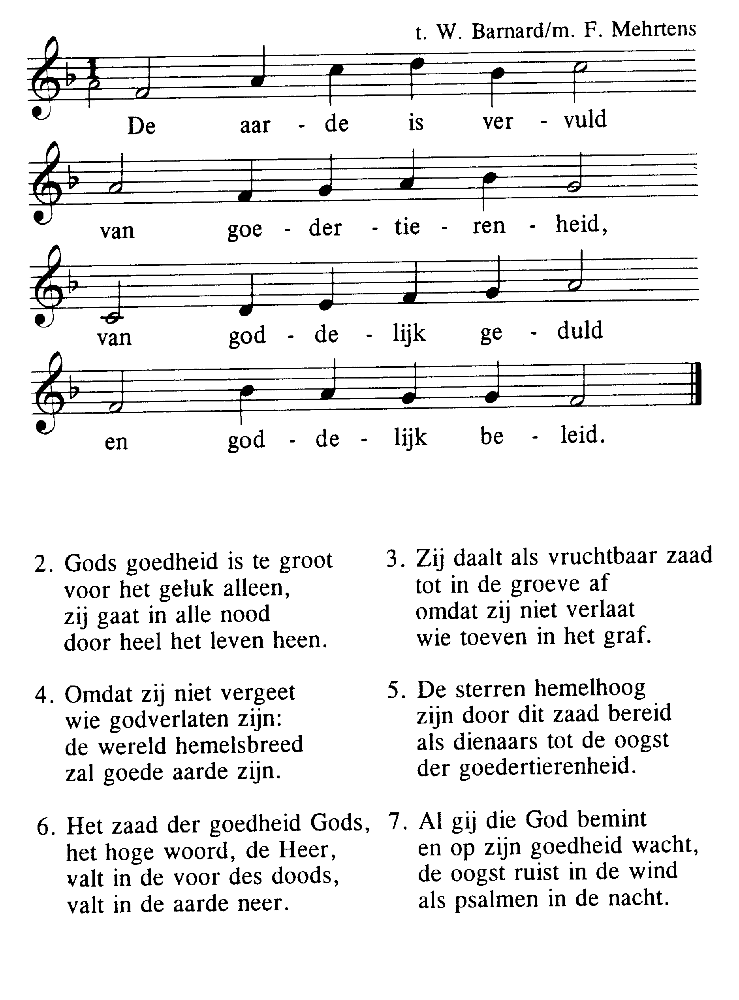 t. W. Barnard/m. F. Mehrtens
1
De aar - de is ver - vuld
van goe - der - tie - ren - heid,
van god - de - lijk ge - duld
en god - de - lijk be - leid.
2. Gods goedheid is te groot
voor het geluk alleen,
zij gaat in alle nood
door heel het leven heen.
3. Zij daalt als vruchtbaar zaad
tot in de groeve af
omdat zij niet verlaat
wie toeven in het graf.
4. Omdat zij niet vergeet
wie godverlaten zijn:
de wereld hemelsbreed
zal goede aarde zijn.
5. De sterren hemelhoog
zijn door dit zaad bereid
als dienaars tot de oogst
der goedertierenheid.
6. Het zaad der goedheid Gods,
het hoge woord, de Heer,
valt in de voor des doods,
valt in de aarde neer.
7. Al gij die God bemint
en op zijn goedheid wacht,
de oogst ruist in de wind
als psalmen in de nacht.